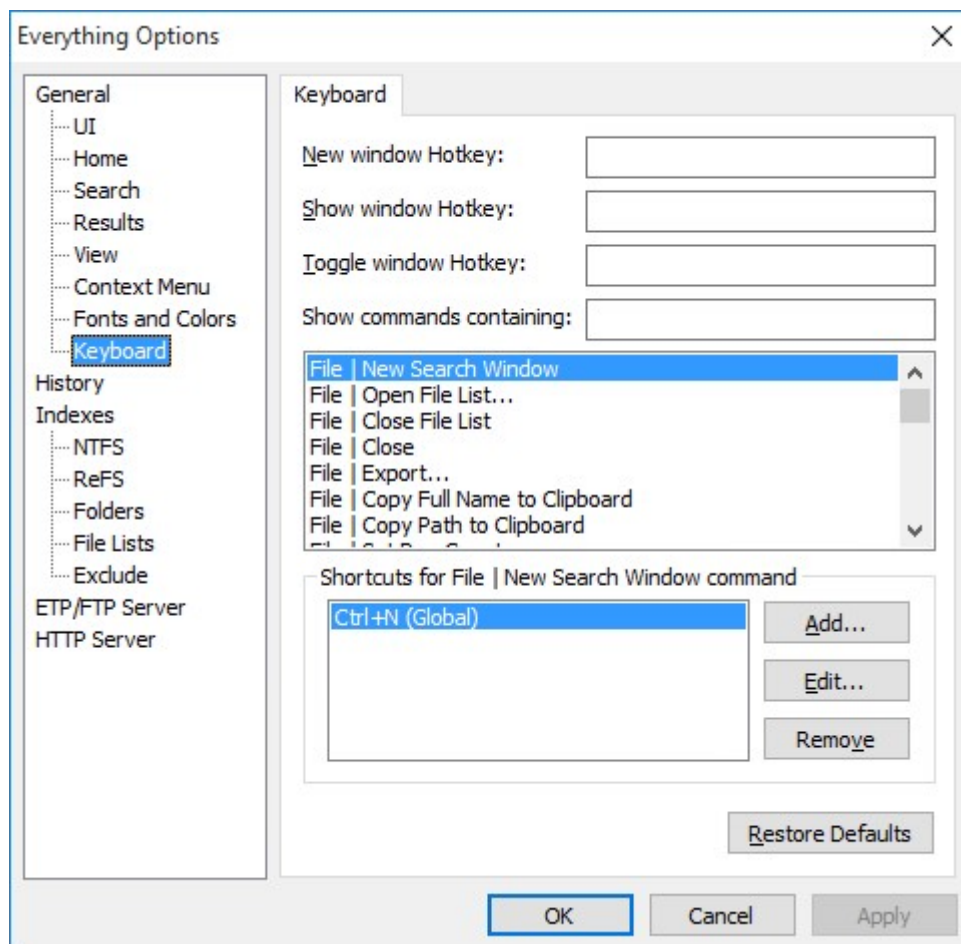 Everything Options
General
UI
Home
Search
Results
View
Context Menu
Fonts and Colors
Keyboard
History
Indexes
NTFS
ReFS
Folders
File Lists
Exclude
ETP/FTP Server
HTTP Server
Keyboard
New window Hotkey:
Show window Hotkey:
Toggle window Hotkey:
Show commands containing:
File | New Search Window
File | Open File List...
File | Close File List
File | Close
File | Export...
File | Copy Full Name to Clipboard
File | Copy Path to Clipboard
Shortcuts for File | New Search Window command
Ctrl+N (Global)
Add...
Edit...
Remove
Restore Defaults
OK Cancel Apply